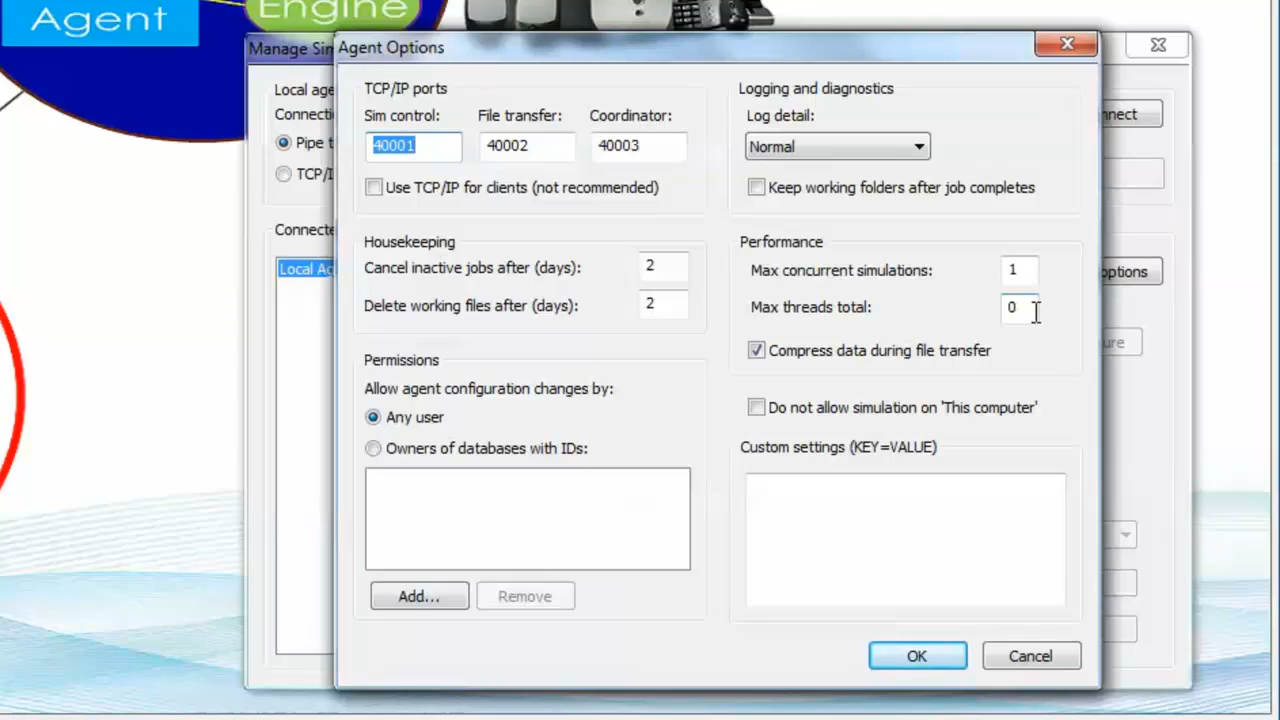 Agent
Engine
Manage Sim
Agent Options
Local age
Connecti
Pipe t
TCP/I
Connecte
Local Ag
TCP/IP ports
Sim control: File transfer: Coordinator:
40001 40002 40003
Use TCP/IP for clients (not recommended)
Housekeeping
Cancel inactive jobs after (days): 2
Delete working files after (days): 2
Permissions
Allow agent configuration changes by:
Any user
Owners of databases with IDs:
Add... Remove
Logging and diagnostics
Log detail:
Normal
Keep working folders after job completes
Performance
Max concurrent simulations: 1
Max threads total: 0
Compress data during file transfer
Do not allow simulation on 'This computer'
Custom settings (KEY=VALUE)
OK Cancel
nnect
options
ure